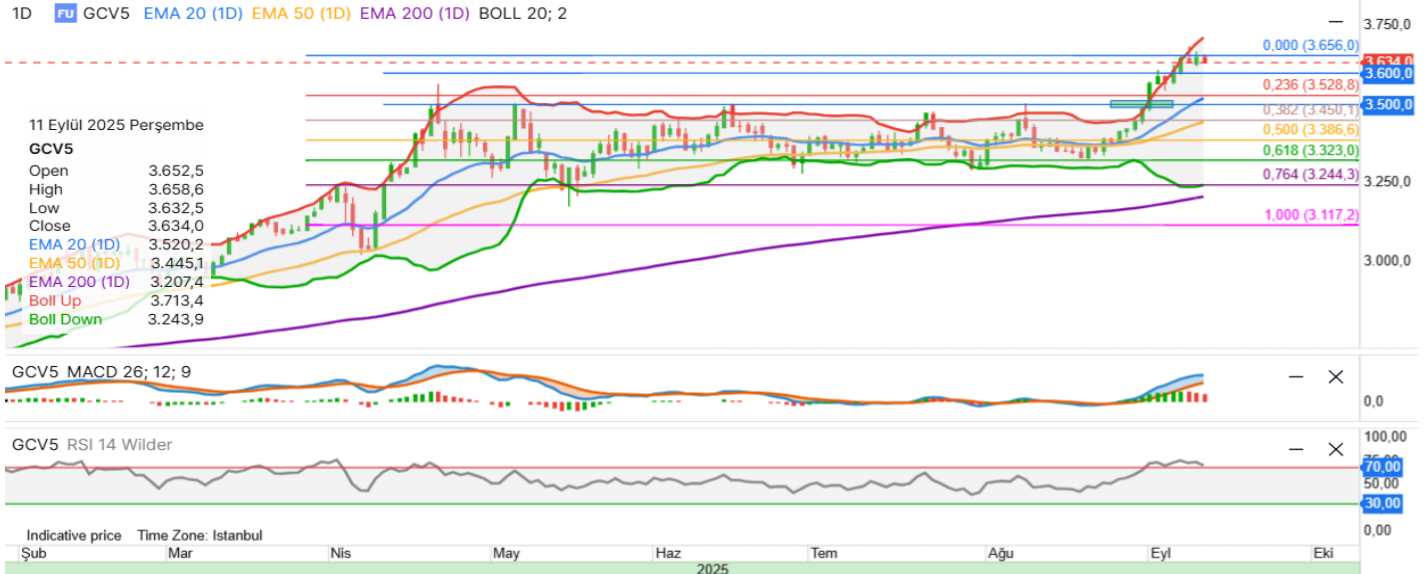 1D FU GCV5 EMA 20 (1D) EMA 50 (1D) EMA 200 (1D) BOLL 20; 2
3.750,0
0,000 (3.656,0)
3.634,0
3.600,0
0,236 (3.528,8)
3.500,0
0,382 (3.450,1)
0,500 (3.386,6)
0,618 (3.323,0)
0,764 (3.244,3)
3.250,0
1,000 (3.117,2)
3.000,0
11 Eylül 2025 Perşembe
GCV5
Open 3.652,5
High 3.658,6
Low 3.632,5
Close 3.634,0
EMA 20 (1D) 3.520,2
EMA 50 (1D) 3.445,1
EMA 200 (1D) 3.207,4
Boll Up 3.713,4
Boll Down 3.243,9
GCV5 MACD 26; 12; 9
0,0
GCV5 RSI 14 Wilder
100,00
75,00
70,00
50,00
30,00
0,00
Indicative price Time Zone: Istanbul
Şub Mar Nis May Haz Tem Ağu Eyl Eki
2025